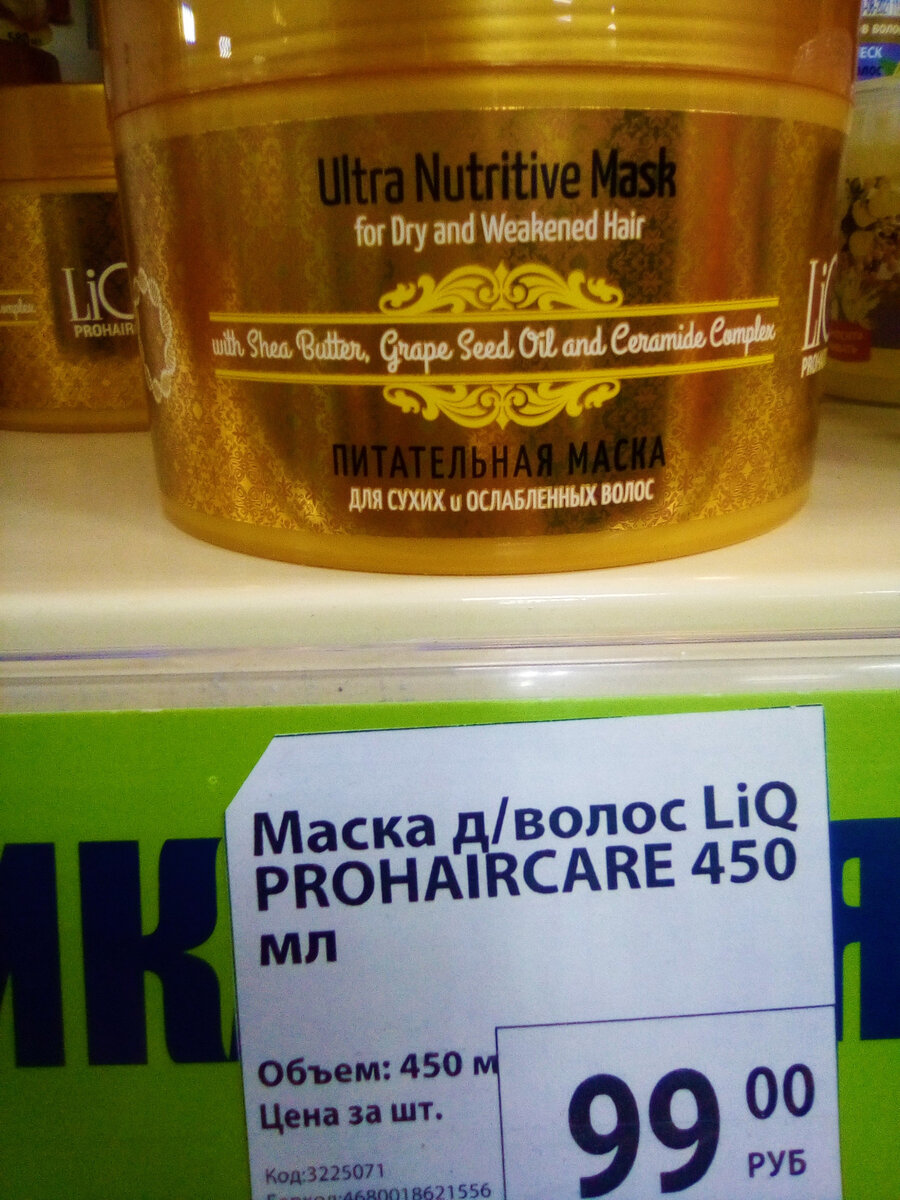 Ultra Nutritive Mask
for Dry and Weakened Hair
with Shea Butter, Grape Seed Oil and Ceramide Complex
ПИТАТЕЛЬНАЯ МАСКА
ДЛЯ СУХИХ и ОСЛАБЛЕННЫХ ВОЛОС
LiQ
PROHAIR
Маска д/волос LiQ
PROHAIRCARE 450
мл
Объем: 450 м
Цена за шт.
99 00
РУБ
Код:3225071
Баркод:4680018621556